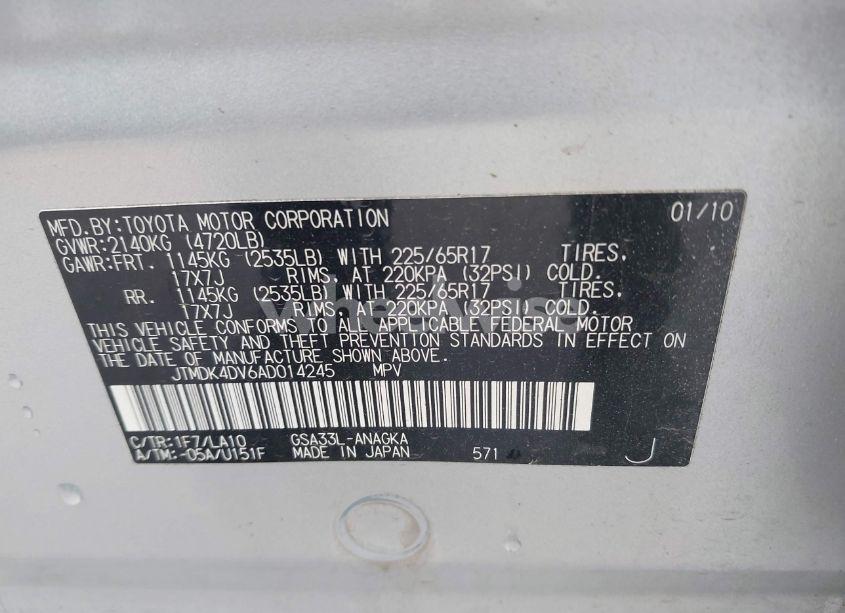 MFD.BY:TOYOTA MOTOR CORPORATION 01/10
GVWR:2140KG (4720LB)
GAWR:FRT. 1145KG (2535LB) WITH 225/65R17 TIRES,
17X7J RIMS, AT 220KPA (32PSI) COLD.
RR. 1145KG (2535LB) WITH 225/65R17 TIRES,
17X7J RIMS, AT 220KPA (32PSI) COLD.
THIS VEHICLE CONFORMS TO ALL APPLICABLE FEDERAL MOTOR
VEHICLE SAFETY AND THEFT PREVENTION STANDARDS IN EFFECT ON
THE DATE OF MANUFACTURE SHOWN ABOVE.
JTMDK4DV6AD014245 MPV
C/TR:1F7/LA10 GSA33L-ANAGKA
A/TM:-05A/U151F MADE IN JAPAN 571 J